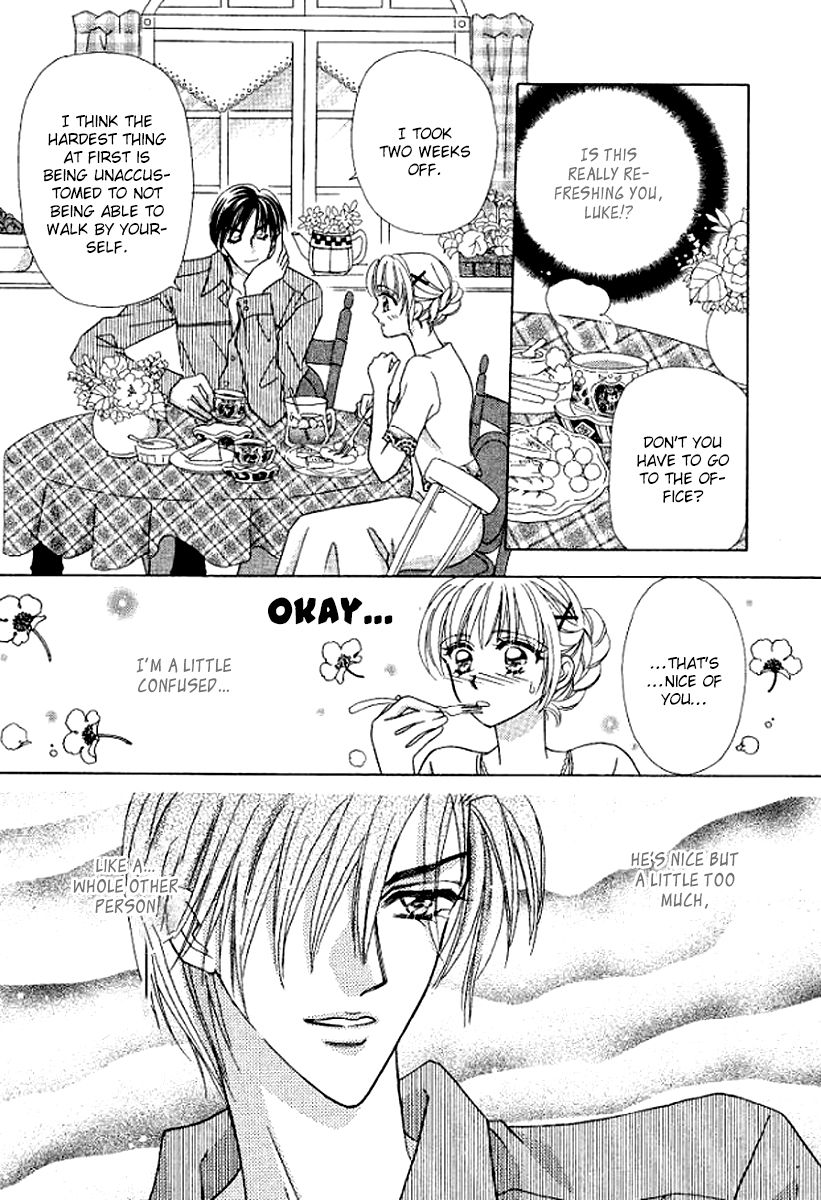 IS THIS
REALLY RE-
FRESHING YOU,
LUKE!?
DON'T YOU
HAVE TO GO
TO THE OF-
FICE?
I TOOK
TWO WEEKS
OFF.
I THINK THE
HARDEST THING
AT FIRST IS
BEING UNACCUS-
TOMED TO NOT
BEING ABLE TO
WALK BY YOUR-
SELF.
...THAT'S
...NICE OF
YOU...
OKAY...
I'M A LITTLE
CONFUSED...
HE'S NICE BUT
A LITTLE TOO
MUCH,
LIKE A...
WHOLE OTHER
PERSON